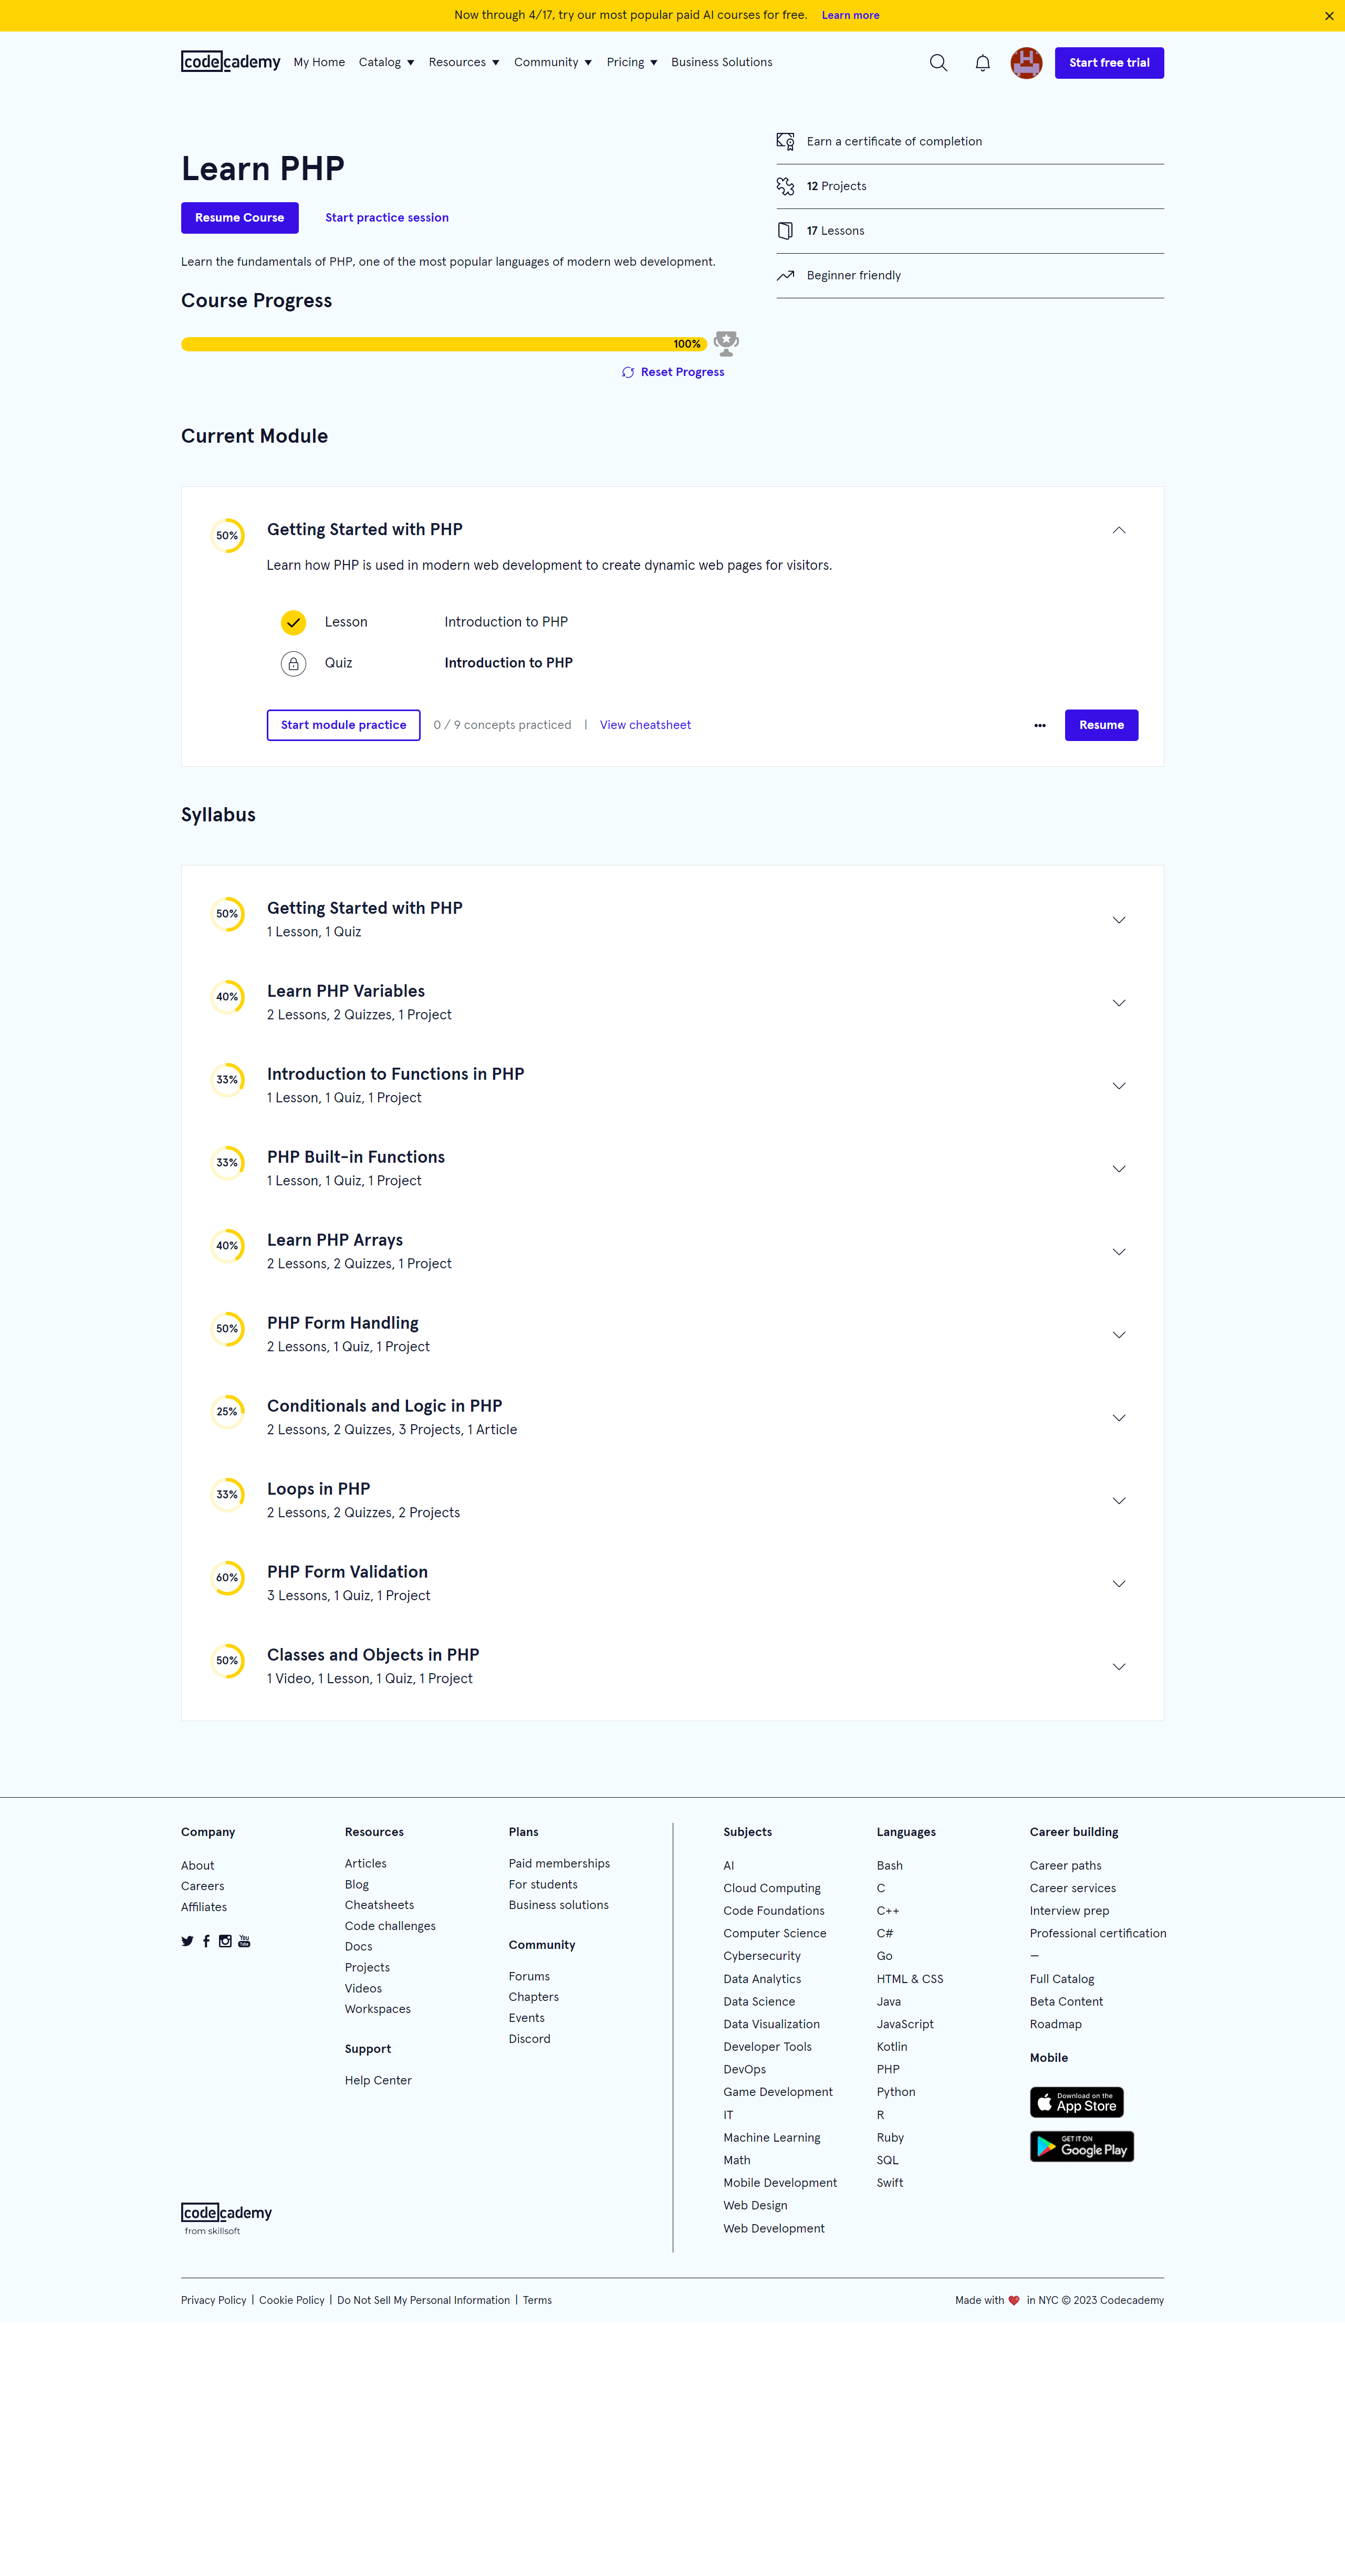 Now through 4/17, try our most popular paid AI courses for free. Learn more
codecademy My Home Catalog Resources Community Pricing Business Solutions Start free trial
Learn PHP
Resume Course Start practice session
Learn the fundamentals of PHP, one of the most popular languages of modern web development.
Earn a certificate of completion
12 Projects
17 Lessons
Beginner friendly
Course Progress
100%
Reset Progress
Current Module
50% Getting Started with PHP
Learn how PHP is used in modern web development to create dynamic web pages for visitors.
Lesson Introduction to PHP
Quiz Introduction to PHP
Start module practice 0 / 9 concepts practiced | View cheatsheet ••• Resume
Syllabus
50% Getting Started with PHP
1 Lesson, 1 Quiz
40% Learn PHP Variables
2 Lessons, 2 Quizzes, 1 Project
33% Introduction to Functions in PHP
1 Lesson, 1 Quiz, 1 Project
33% PHP Built-in Functions
1 Lesson, 1 Quiz, 1 Project
40% Learn PHP Arrays
2 Lessons, 2 Quizzes, 1 Project
50% PHP Form Handling
2 Lessons, 1 Quiz, 1 Project
25% Conditionals and Logic in PHP
2 Lessons, 2 Quizzes, 3 Projects, 1 Article
33% Loops in PHP
2 Lessons, 2 Quizzes, 2 Projects
60% PHP Form Validation
3 Lessons, 1 Quiz, 1 Project
50% Classes and Objects in PHP
1 Video, 1 Lesson, 1 Quiz, 1 Project
Company
About
Careers
Affiliates
You Tube
Resources
Articles
Blog
Cheatsheets
Code challenges
Docs
Projects
Videos
Workspaces
Support
Help Center
Plans
Paid memberships
For students
Business solutions
Community
Forums
Chapters
Events
Discord
Subjects
AI
Cloud Computing
Code Foundations
Computer Science
Cybersecurity
Data Analytics
Data Science
Data Visualization
Developer Tools
DevOps
Game Development
IT
Machine Learning
Math
Mobile Development
Web Design
Web Development
Languages
Bash
C
C++
C#
Go
HTML & CSS
Java
JavaScript
Kotlin
PHP
Python
R
Ruby
SQL
Swift
Career building
Career paths
Career services
Interview prep
Professional certification
—
Full Catalog
Beta Content
Roadmap
Mobile
Download on the
App Store
GET IT ON
Google Play
codecademy
from skillsoft
Privacy Policy | Cookie Policy | Do Not Sell My Personal Information | Terms
Made with ❤️ in NYC © 2023 Codecademy